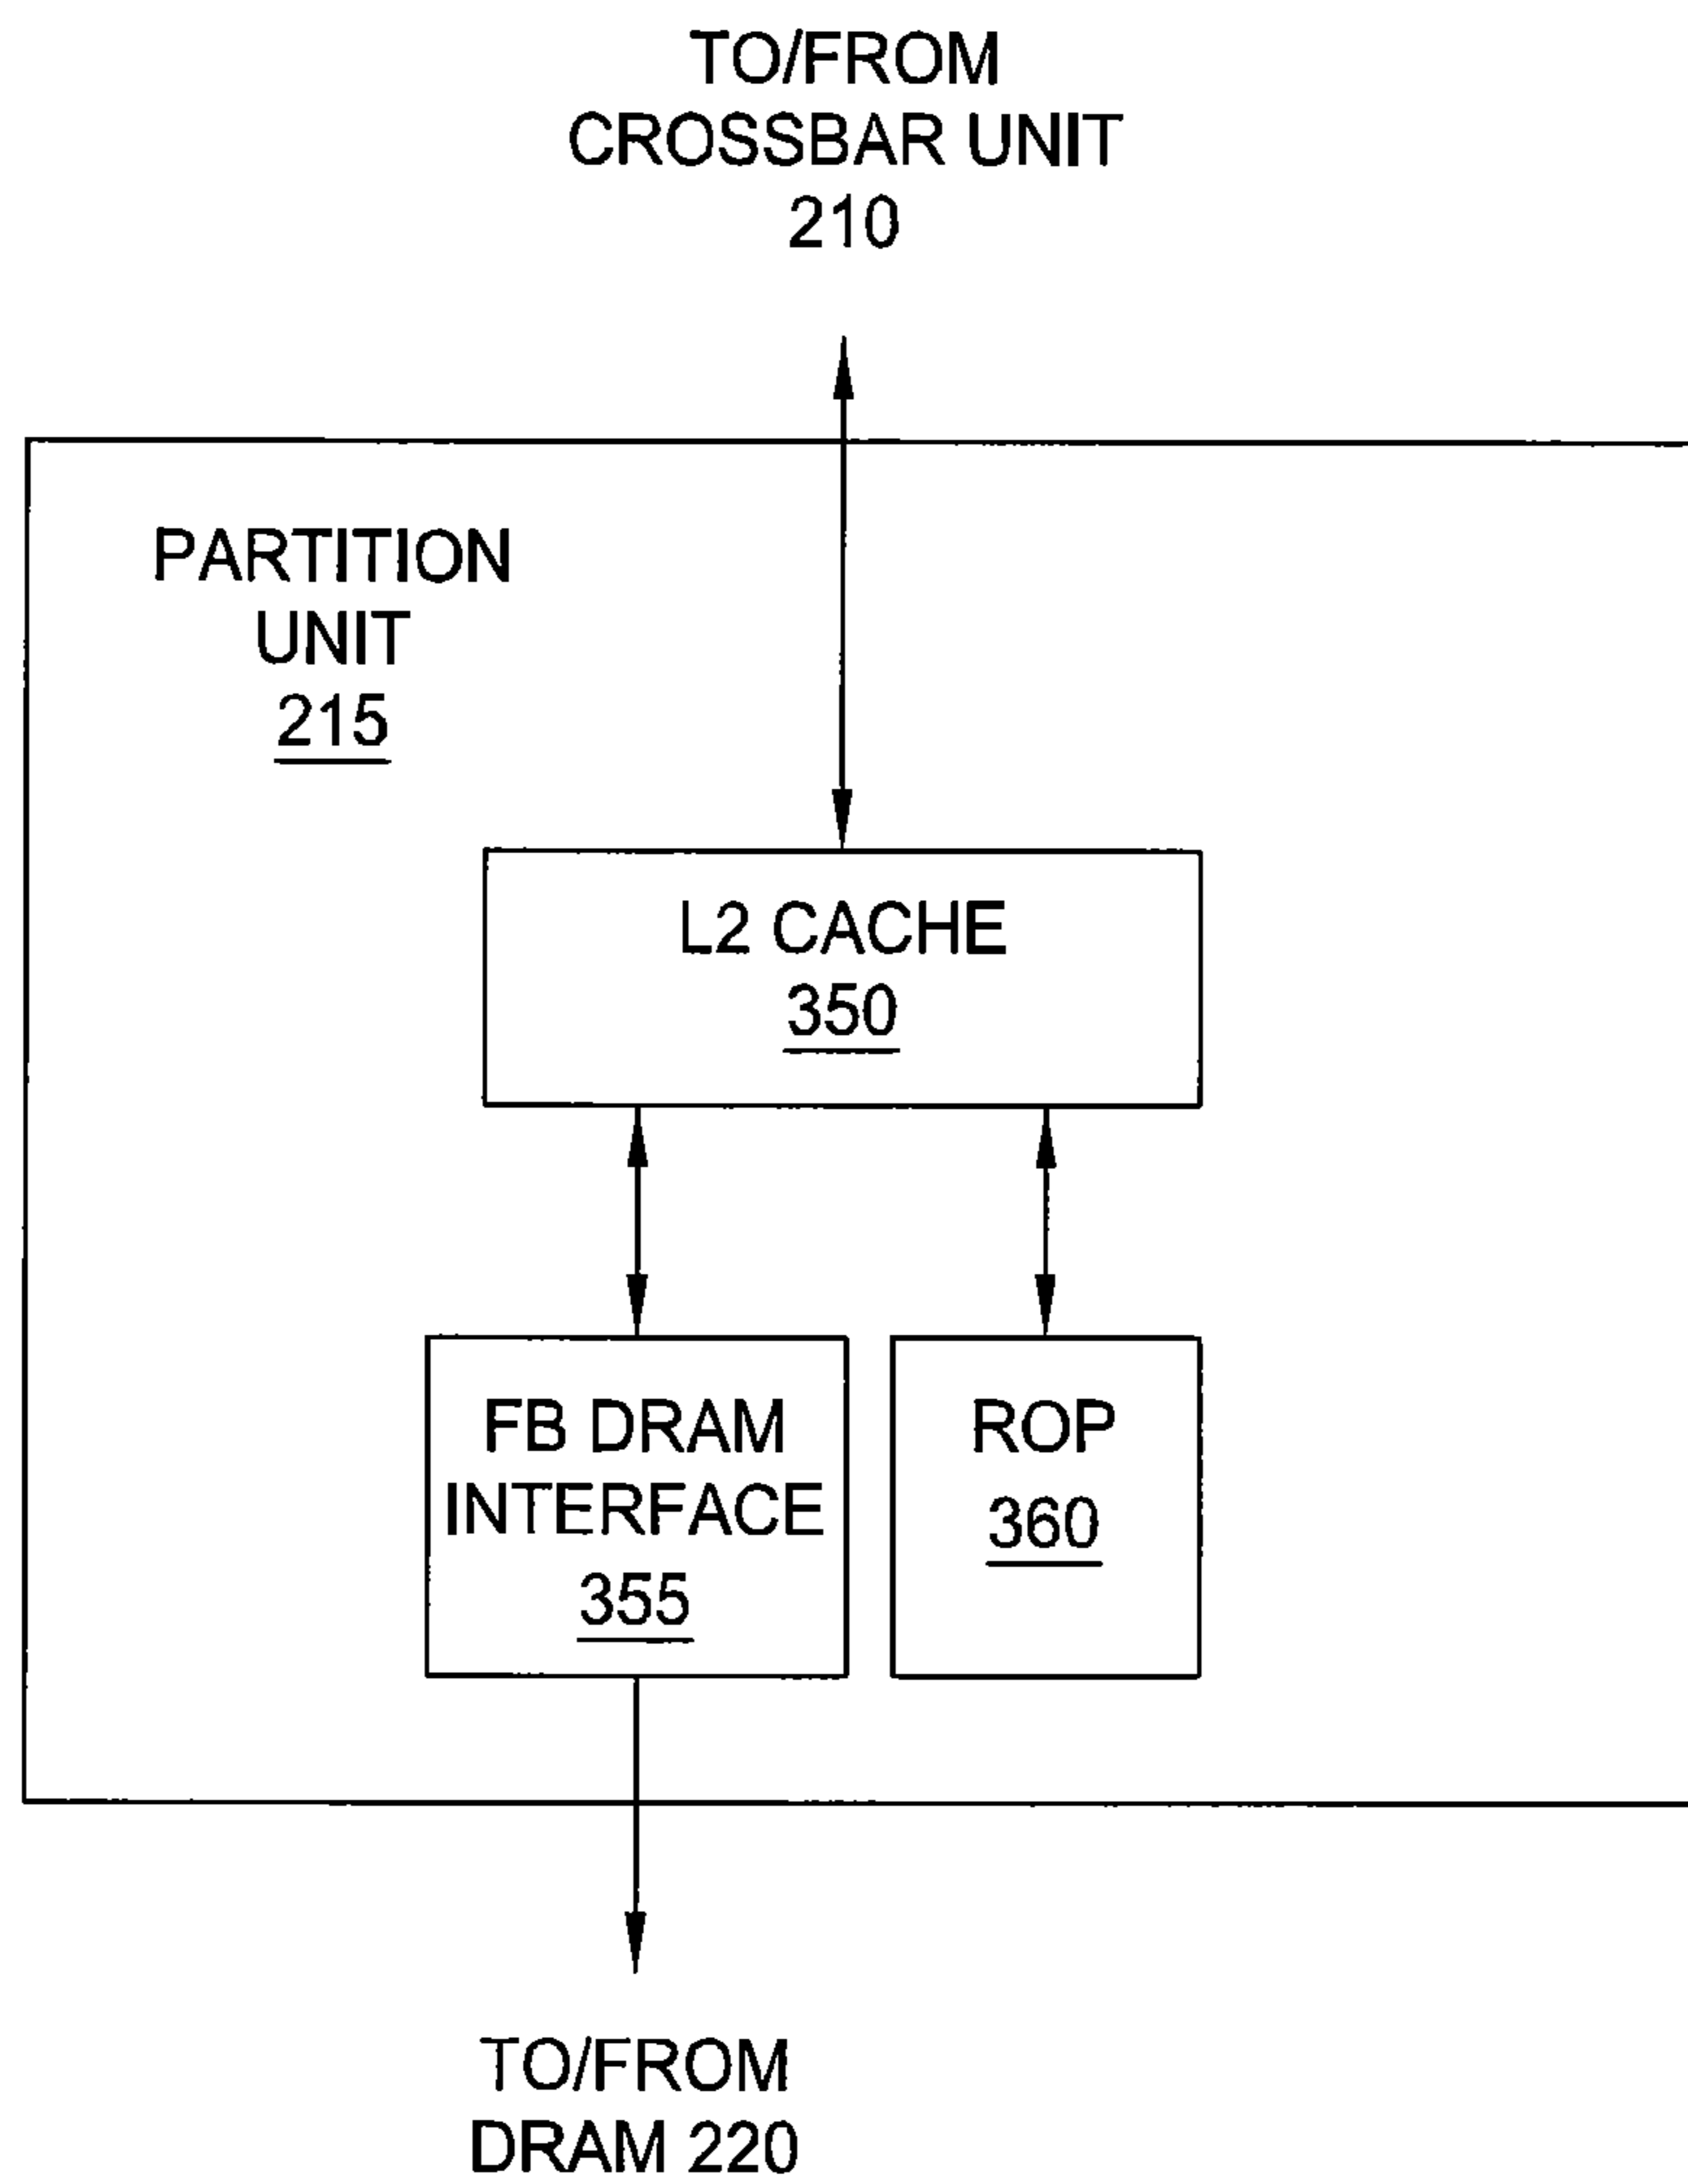 TO/FROM
CROSSBAR UNIT
210
PARTITION
UNIT
215
L2 CACHE
350
FB DRAM
INTERFACE
355
ROP
360
TO/FROM
DRAM 220